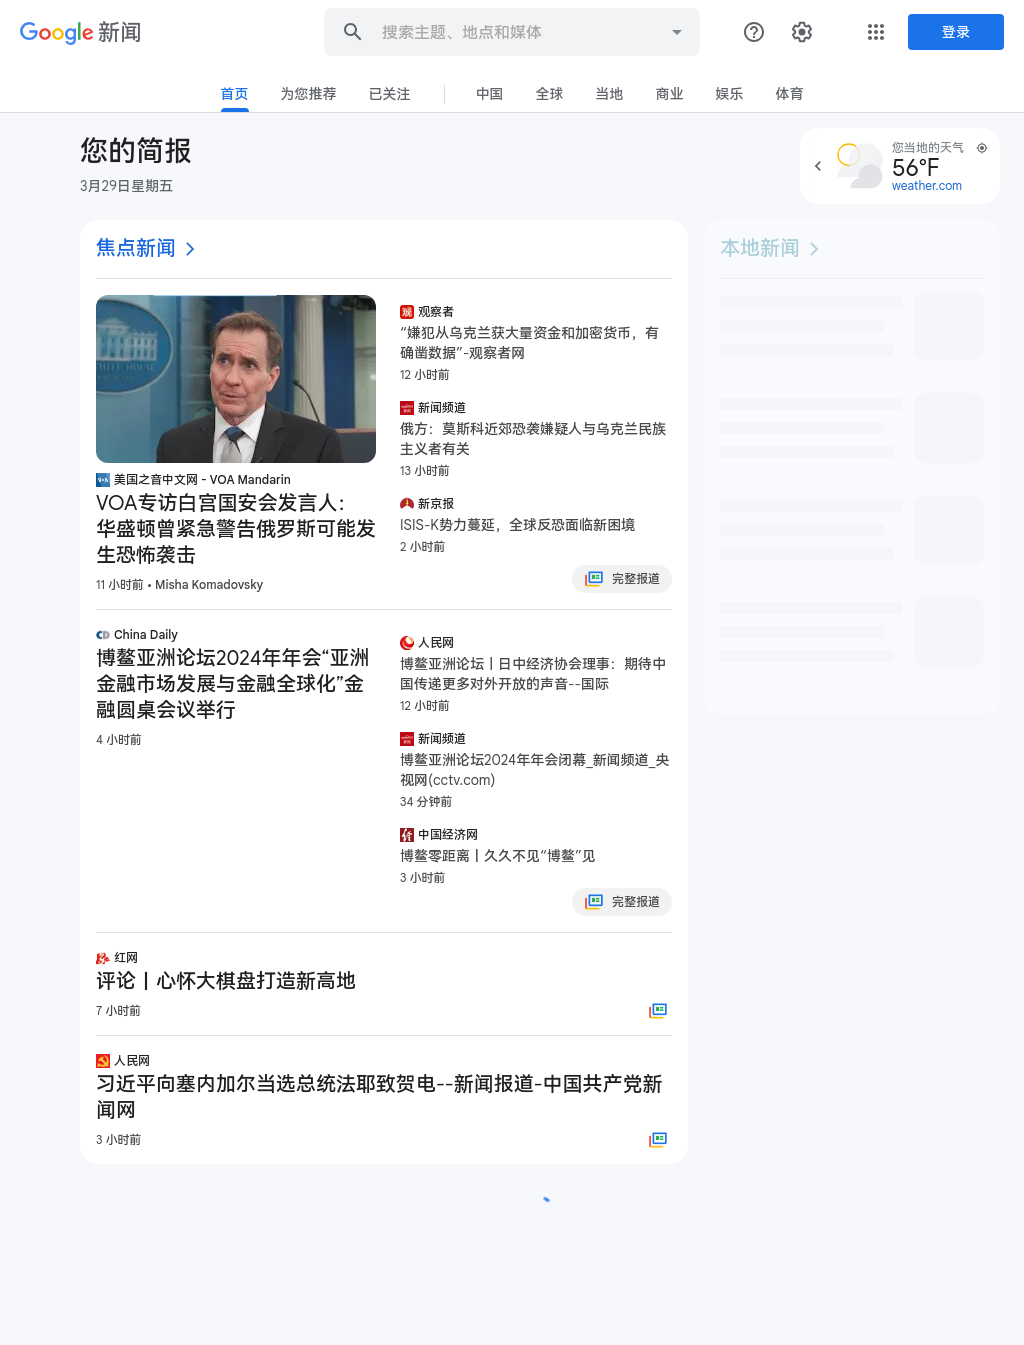 Google 新闻
搜索主题、地点和媒体
登录
首页
为您推荐
已关注
中国
全球
当地
商业
娱乐
体育
您的简报
3月29日星期五
您当地的天气
56°F
weather.com
焦点新闻
美国之音中文网 - VOA Mandarin
VOA专访白宫国安会发言人：
华盛顿曾紧急警告俄罗斯可能发
生恐怖袭击
11 小时前 • Misha Komadovsky
观察者
“嫌犯从乌克兰获大量资金和加密货币，有
确凿数据”-观察者网
12 小时前
新闻频道
俄方：莫斯科近郊恐袭嫌疑人与乌克兰民族
主义者有关
13 小时前
新京报
ISIS-K势力蔓延，全球反恐面临新困境
2 小时前
完整报道
China Daily
博鳌亚洲论坛2024年年会“亚洲
金融市场发展与金融全球化”金
融圆桌会议举行
4 小时前
人民网
博鳌亚洲论坛丨日中经济协会理事：期待中
国传递更多对外开放的声音--国际
12 小时前
新闻频道
博鳌亚洲论坛2024年年会闭幕_新闻频道_央
视网(cctv.com)
34 分钟前
中国经济网
博鳌零距离丨久久不见“博鳌”见
3 小时前
完整报道
红网
评论丨心怀大棋盘打造新高地
7 小时前
人民网
习近平向塞内加尔当选总统法耶致贺电--新闻报道-中国共产党新
闻网
3 小时前
本地新闻